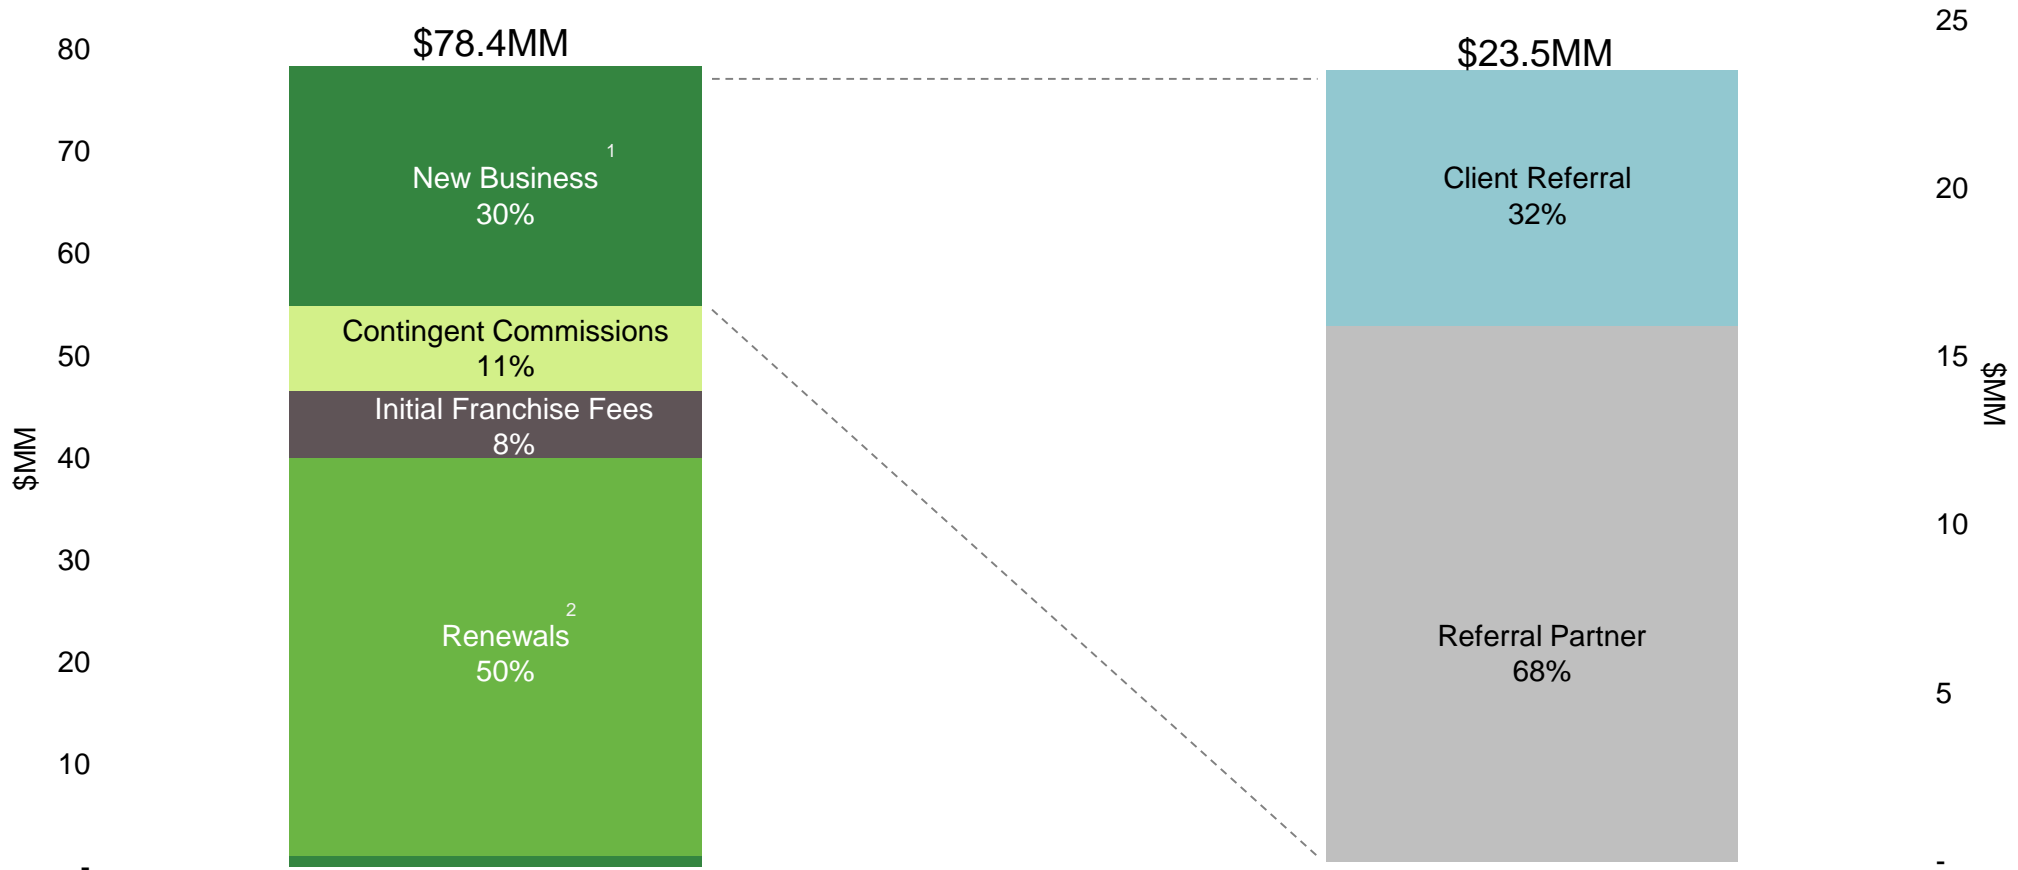 $78.4MM
$23.5MM
80
70
60
50
40
30
20
10
-
$MM
New Business 1
30%
Contingent Commissions
11%
Initial Franchise Fees
8%
Renewals 2
50%
Client Referral
32%
Referral Partner
68%
25
20
15
10
5
-
$MM